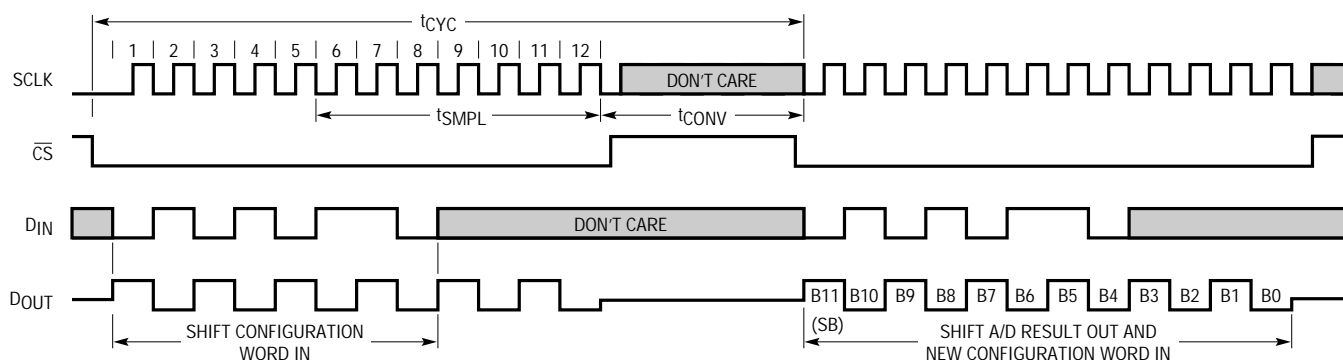 tCYC
1 2 3 4 5 6 7 8 9 10 11 12
SCLK
DON'T CARE
tSMPL
tCONV
CS
DIN
DON'T CARE
DOUT
B11 B10 B9 B8 B7 B6 B5 B4 B3 B2 B1 B0
(SB)
SHIFT CONFIGURATION
WORD IN
SHIFT A/D RESULT OUT AND
NEW CONFIGURATION WORD IN